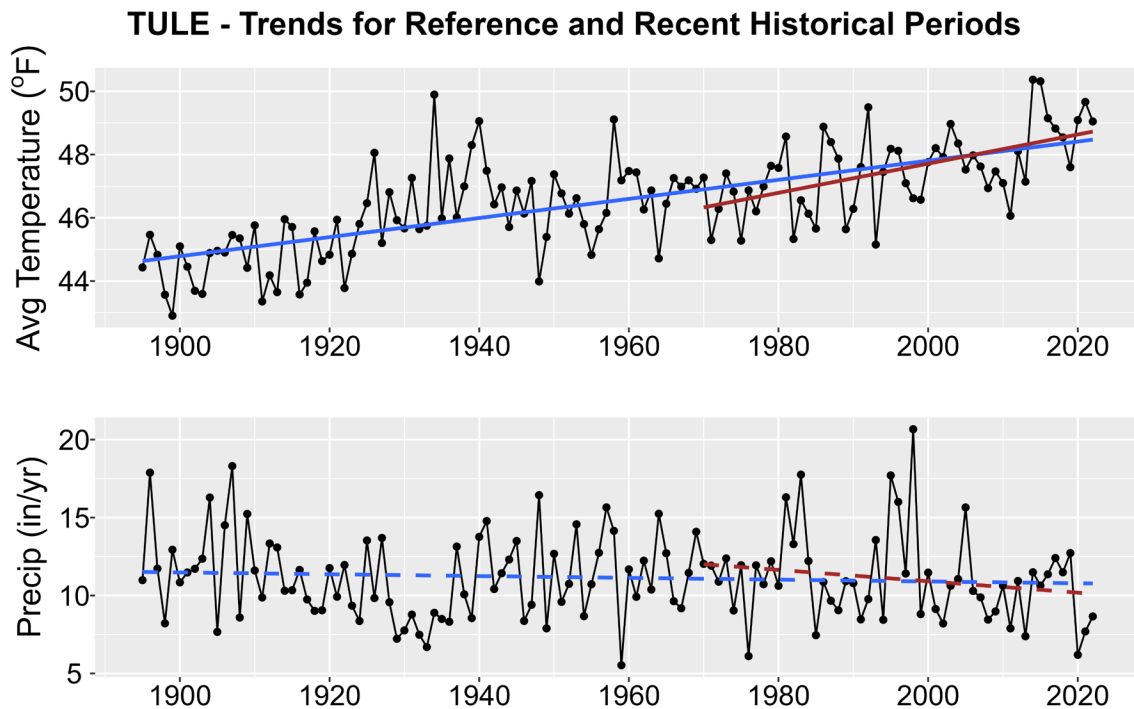 TULE - Trends for Reference and Recent Historical Periods
Avg Temperature (°F)
50
48
46
44
1900 1920 1940 1960 1980 2000 2020
Precip (in/yr)
20
15
10
5
1900 1920 1940 1960 1980 2000 2020